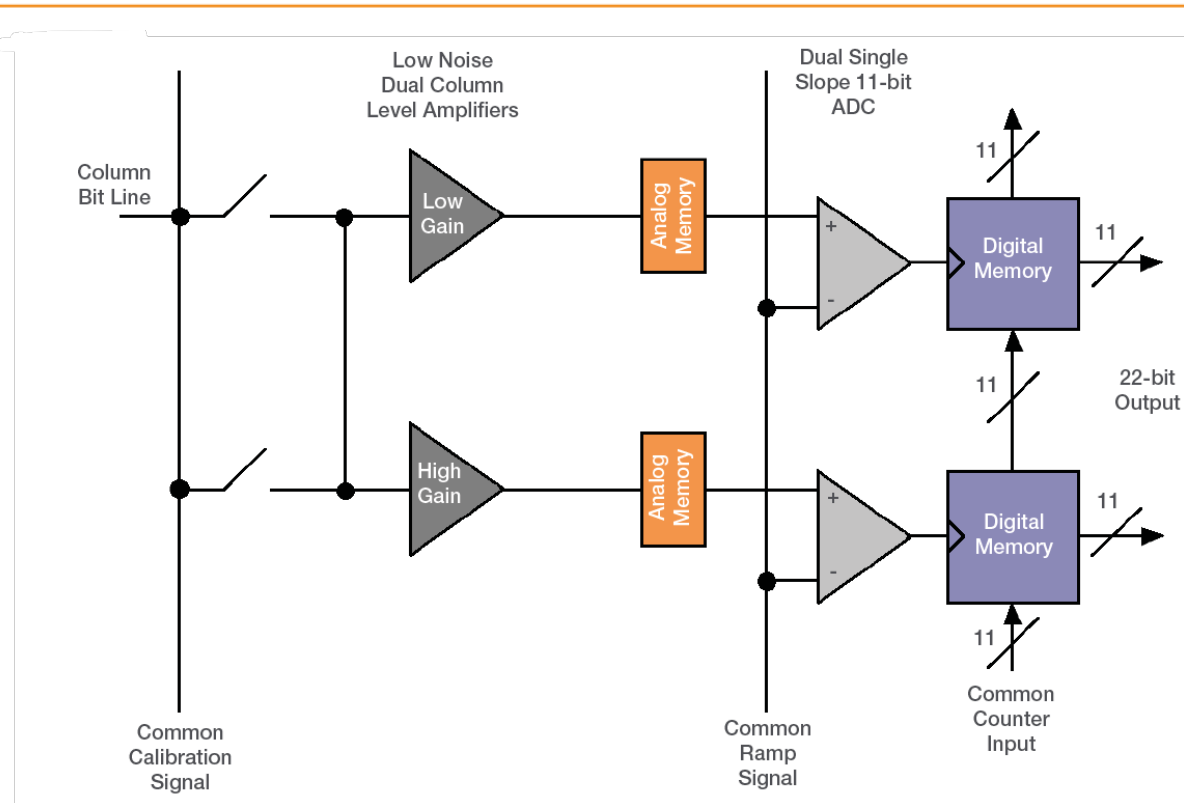 Low Noise
Dual Column
Level Amplifiers
Dual Single
Slope 11-bit
ADC
Column
Bit Line
Low
Gain
Analog
Memory
+
-
Digital
Memory
11
11
11
22-bit
Output
High
Gain
Analog
Memory
+
-
Digital
Memory
11
11
Common
Calibration
Signal
Common
Ramp
Signal
Common
Counter
Input